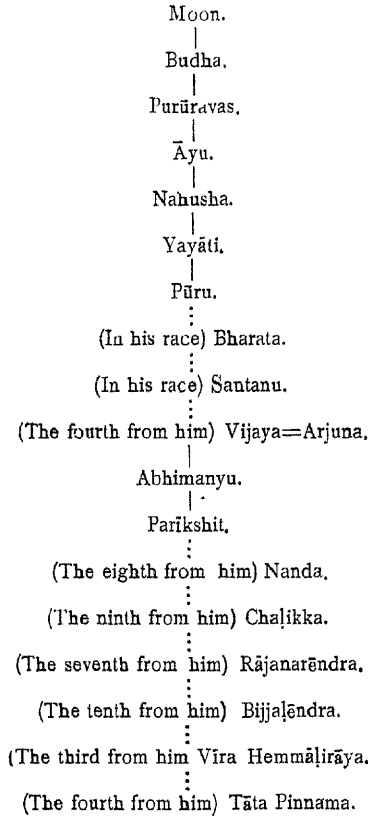 Moon.
Budha.
Purūravas.
Āyu.
Nahusha.
Yayāti.
Pūru.
(In his race) Bharata.
(In his race) Santanu.
(The fourth from him) Vijaya=Arjuna.
Abhimanyu.
Parīkshit.
(The eighth from him) Nanda.
(The ninth from him) Chaḷikka.
(The seventh from him) Rājanarēndra.
(The tenth from him) Bijjaḷēndra.
(The third from him Vīra Hemmāḷirāya.
(The fourth from him) Tāta Pinnama.